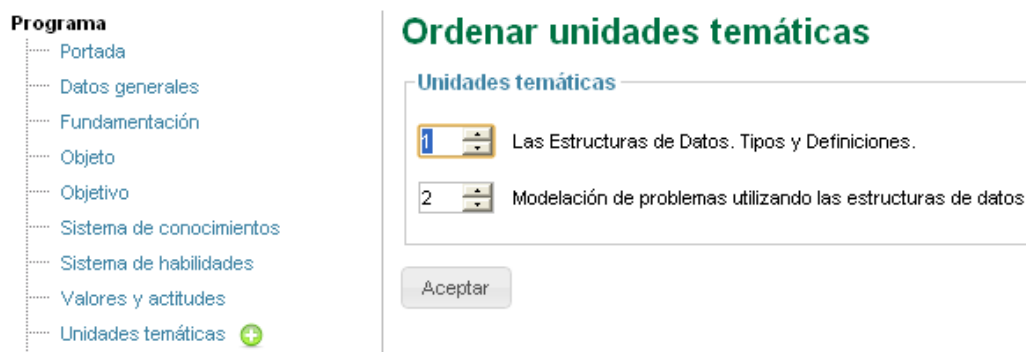 Programa
Portada
Datos generales
Fundamentación
Objeto
Objetivo
Sistema de conocimientos
Sistema de habilidades
Valores y actitudes
Unidades temáticas
Ordenar unidades temáticas
Unidades temáticas
1 Las Estructuras de Datos. Tipos y Definiciones.
2 Modelación de problemas utilizando las estructuras de datos
Aceptar